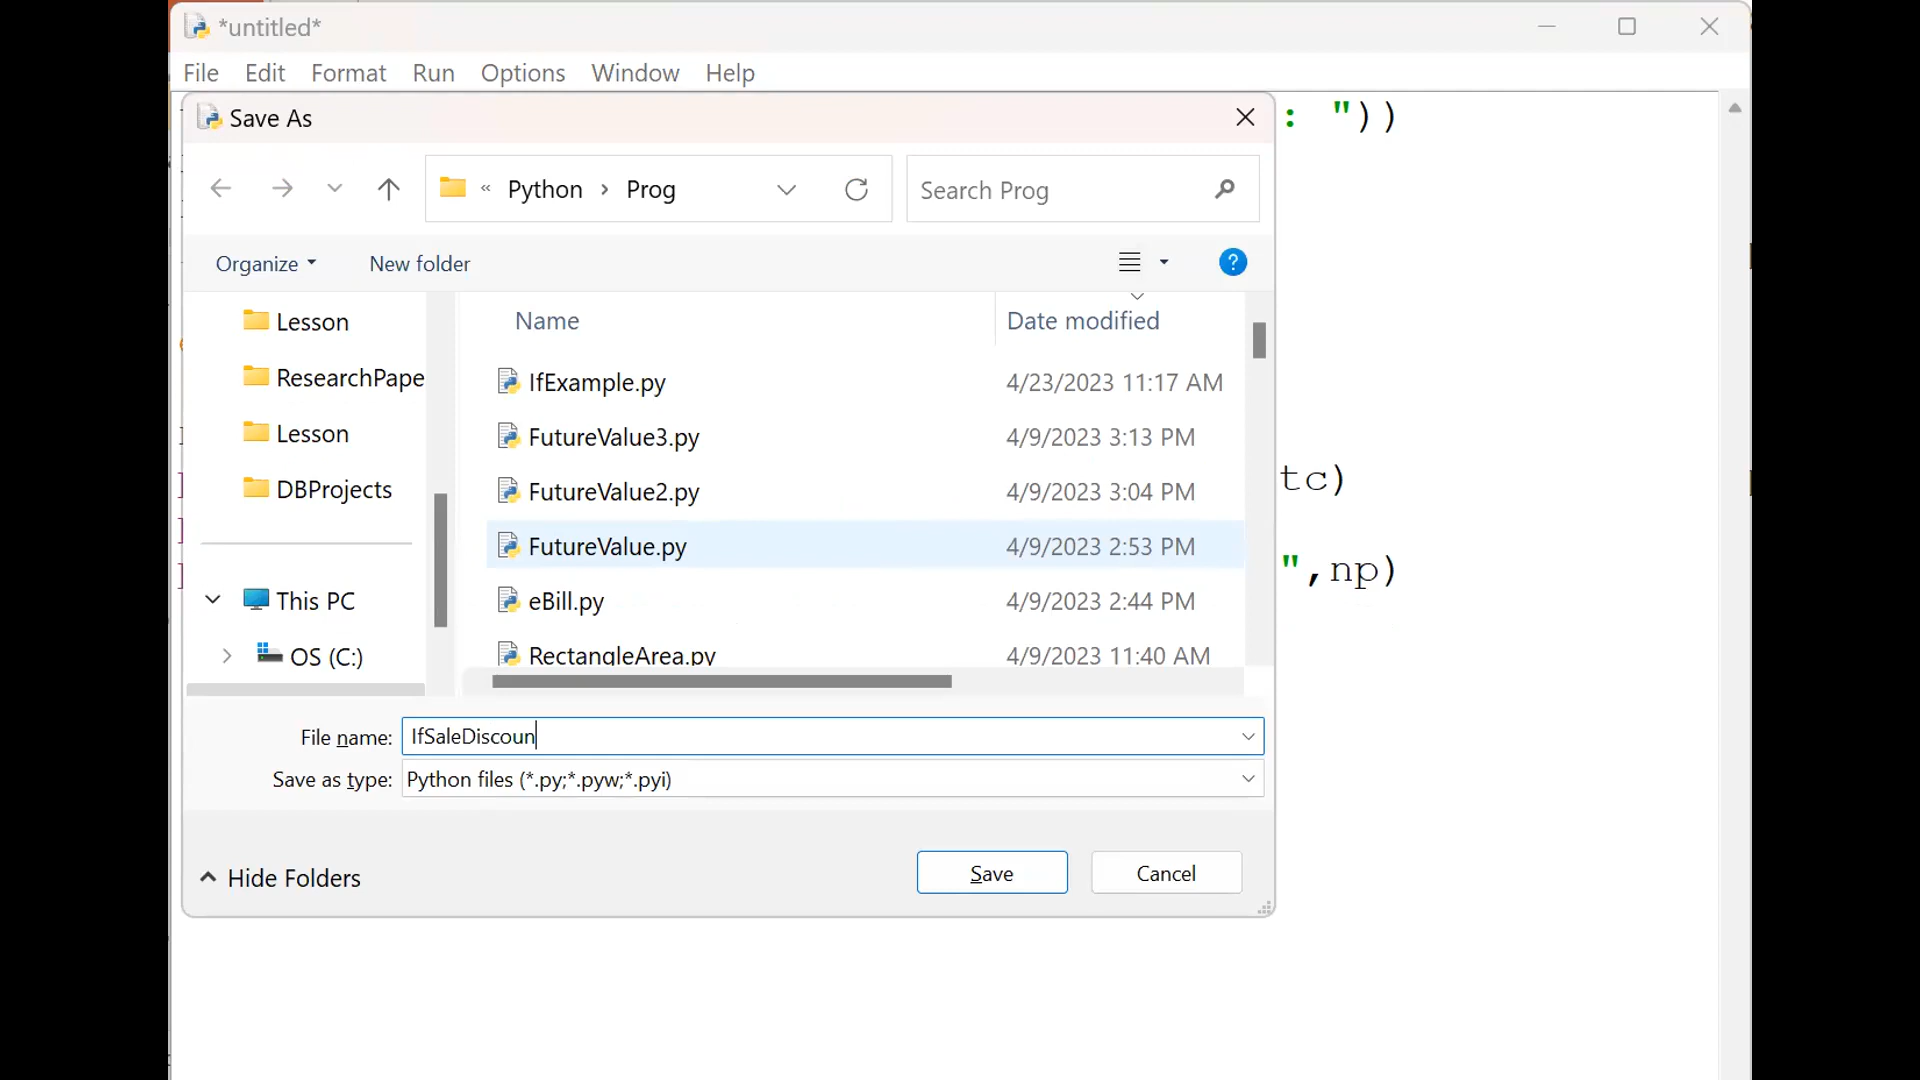 *untitled*
File Edit Format Run Options Window Help
Save As
: "))
« Python › Prog
Search Prog
Organize
New folder
?
Lesson
ResearchPape
Lesson
DBProjects
This PC
OS (C:)
Name Date modified
IfExample.py 4/23/2023 11:17 AM
FutureValue3.py 4/9/2023 3:13 PM
FutureValue2.py 4/9/2023 3:04 PM
FutureValue.py 4/9/2023 2:53 PM
eBill.py 4/9/2023 2:44 PM
RectangleArea.py 4/9/2023 11:40 AM
tc)
",np)
File name: IfSaleDiscoun
Save as type: Python files (*.py;*.pyw;*.pyi)
Hide Folders
Save
Cancel